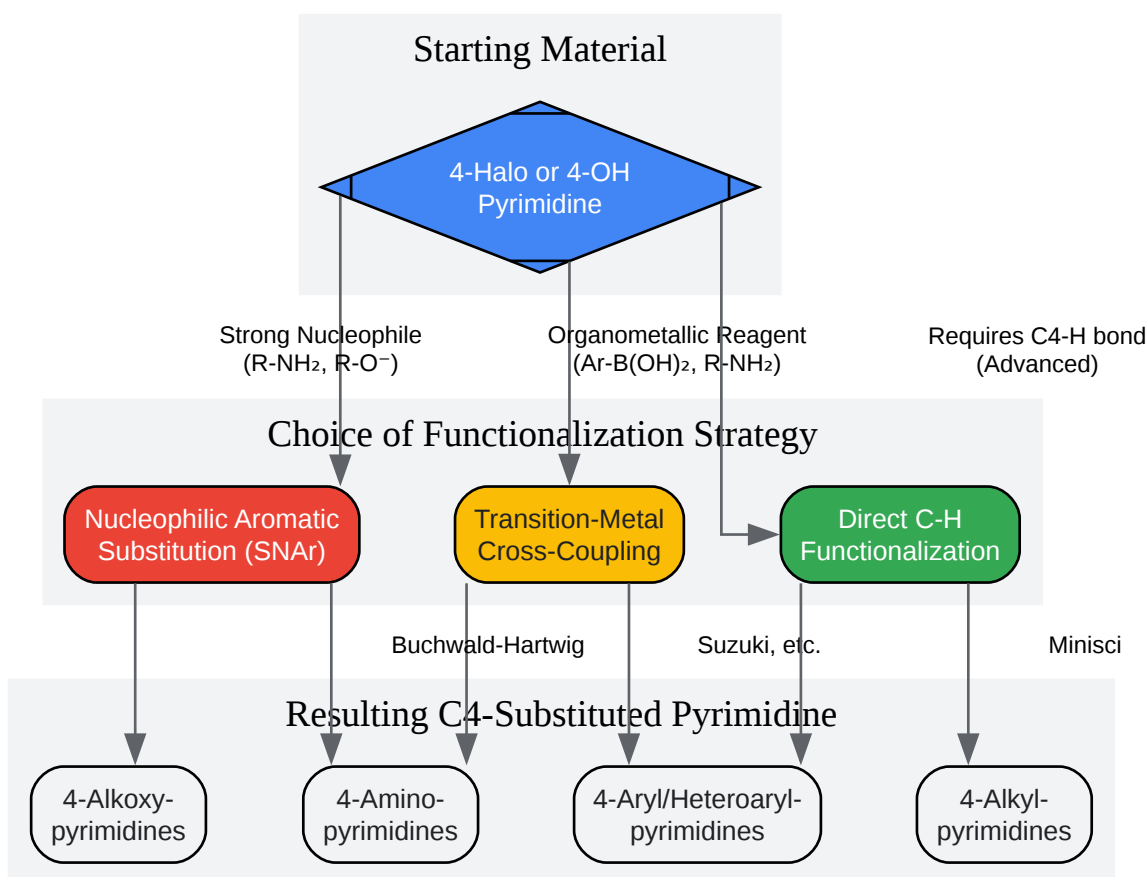 Starting Material
4-Halo or 4-OH
Pyrimidine
Strong Nucleophile
(R-NH₂, R-O⁻)
Organometallic Reagent
(Ar-B(OH)₂, R-NH₂)
Requires C4-H bond
(Advanced)
Choice of Functionalization Strategy
Nucleophilic Aromatic
Substitution (SNAr)
Transition-Metal
Cross-Coupling
Direct C-H
Functionalization
Buchwald-Hartwig
Suzuki, etc.
Minisci
Resulting C4-Substituted Pyrimidine
4-Alkoxy-
pyrimidines
4-Amino-
pyrimidines
4-Aryl/Heteroaryl-
pyrimidines
4-Alkyl-
pyrimidines